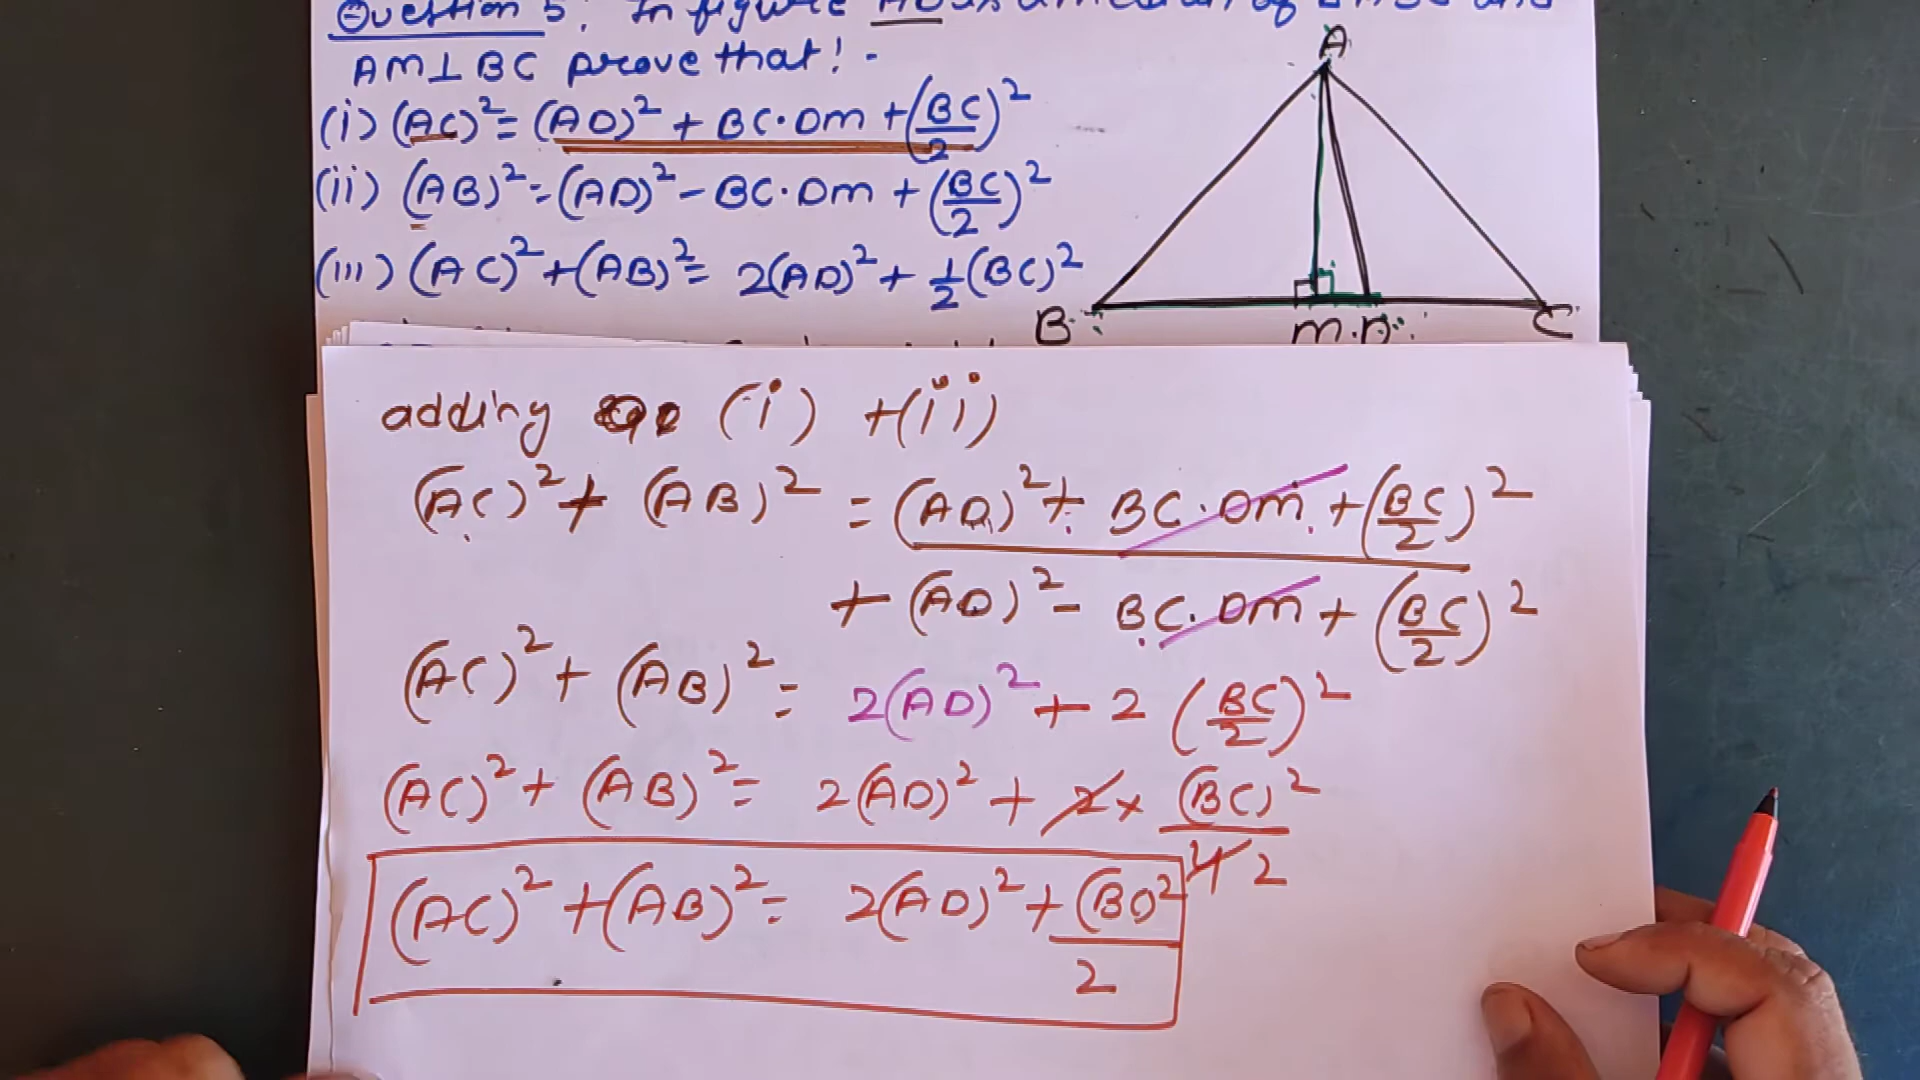 Question 5: In figure AD is a median of △ABC and
AM⊥BC prove that! -
(i) (AC)²= (AD)² + BC·Dm + (BC/2)²
(ii) (AB)²= (AD)² - BC·Dm + (BC/2)²
(iii) (AC)²+(AB)²= 2(AD)² + 1/2(BC)²
A
B
m.D
C
adding (i) +(ii)
(AC)²+ (AB)² = (AD)²+ BC·Dm + (BC/2)²
+ (AD)² - BC·Dm + (BC/2)²
(AC)²+ (AB)² = 2(AD)² + 2 (BC/2)²
(AC)²+ (AB)² = 2(AD)² + 2 × (BC)²/4 2
(AC)² +(AB)² = 2(AD)² + (BC)²/2